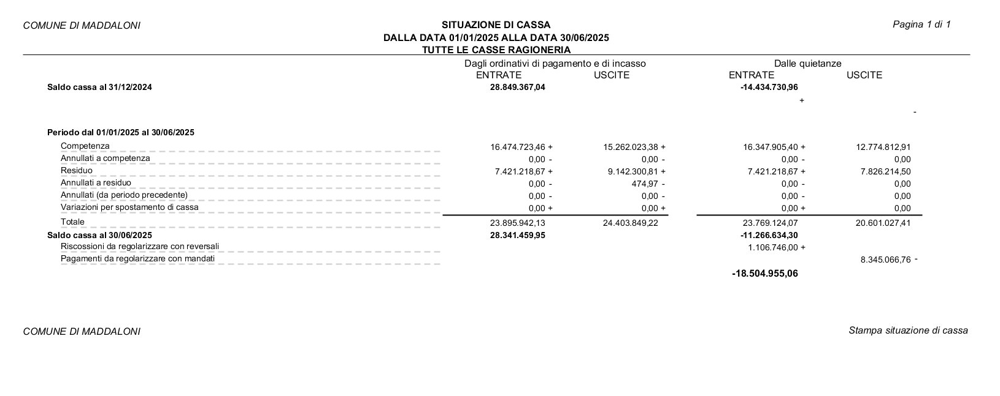 COMUNE DI MADDALONI SITUAZIONE DI CASSA Pagina 1 di 1
DALLA DATA 01/01/2025 ALLA DATA 30/06/2025
TUTTE LE CASSE RAGIONERIA
Dagli ordinativi di pagamento e di incasso Dalle quietanze
ENTRATE USCITE ENTRATE USCITE
Saldo cassa al 31/12/2024 28.849.367,04 -14.434.730,96
+
-
Periodo dal 01/01/2025 al 30/06/2025
Competenza 16.474.723,46 + 15.262.023,38 + 16.347.905,40 + 12.774.812,91
Annullati a competenza 0,00 - 0,00 - 0,00 - 0,00
Residuo 7.421.218,67 + 9.142.300,81 + 7.421.218,67 + 7.826.214,50
Annullati a residuo 0,00 - 474,97 - 0,00 - 0,00
Annullati (da periodo precedente) 0,00 - 0,00 - 0,00 - 0,00
Variazioni per spostamento di cassa 0,00 + 0,00 + 0,00 + 0,00
Totale 23.895.942,13 24.403.849,22 23.769.124,07 20.601.027,41
Saldo cassa al 30/06/2025 28.341.459,95 -11.266.634,30
Riscossioni da regolarizzare con reversali 1.106.746,00 +
Pagamenti da regolarizzare con mandati 8.345.066,76 -
-18.504.955,06
COMUNE DI MADDALONI Stampa situazione di cassa